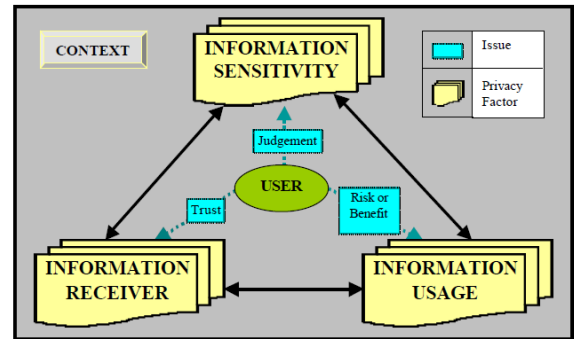 CONTEXT
INFORMATION
SENSITIVITY
Issue
Privacy
Factor
Judgement
USER
Trust
Risk or
Benefit
INFORMATION
RECEIVER
INFORMATION
USAGE